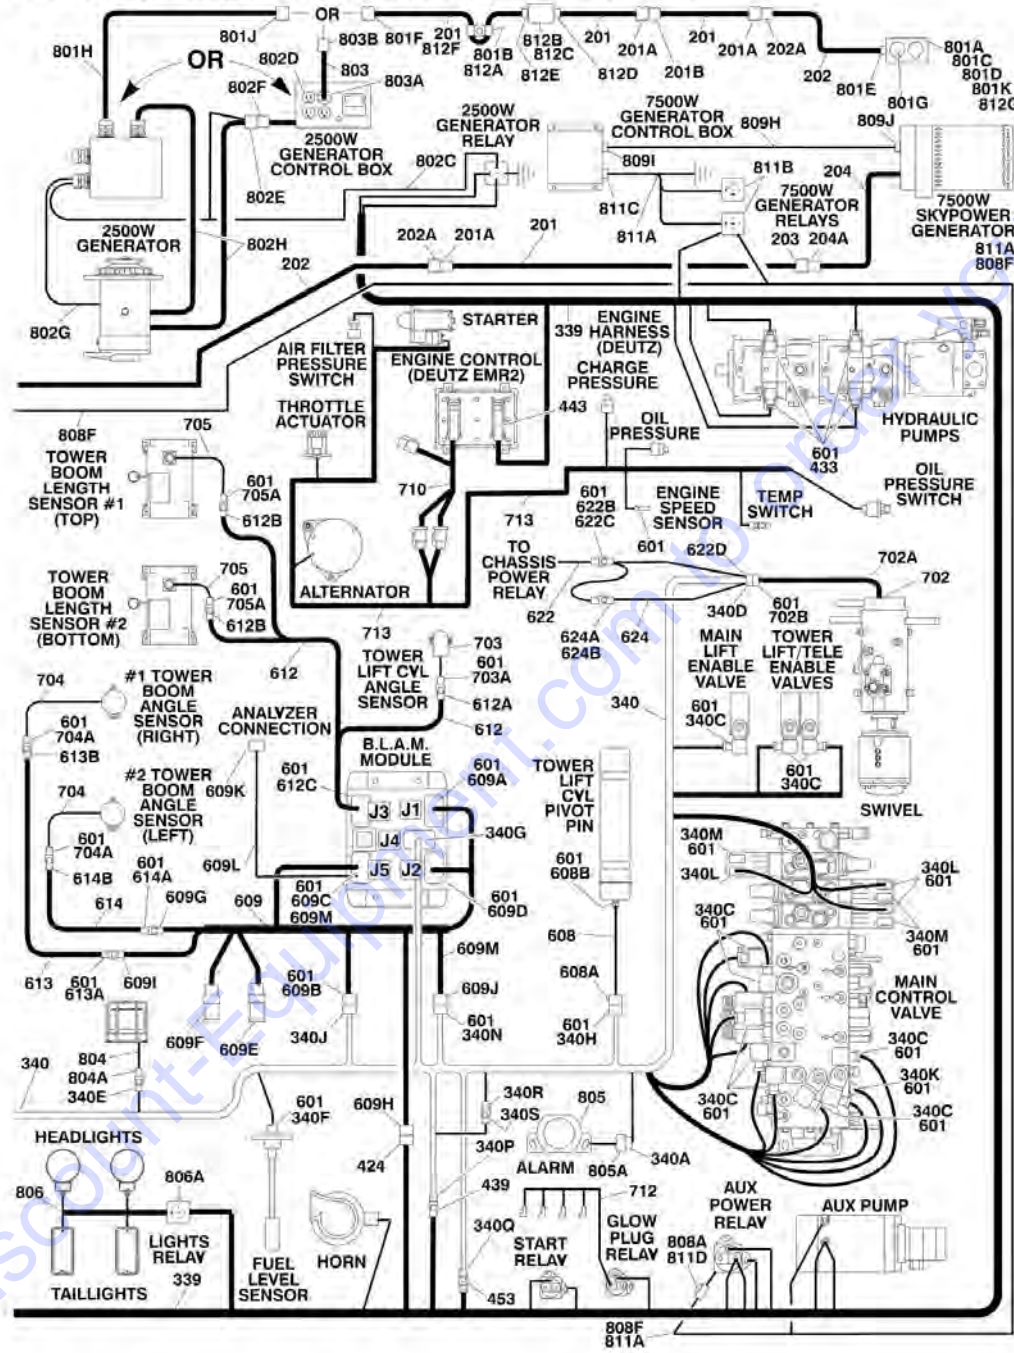 OR
801H
801J
803B 801F
201
812F
801B
812A
812B
812C
812E
201
812D
201A
201B
201
201A 202A
202
801E
801G
801A
801C
801D
801K
OR
802D
803
803A
802F
802E
2500W
GENERATOR
CONTROL BOX
2500W
GENERATOR
RELAY
802C
7500W
GENERATOR
CONTROL BOX
809H
809J
809I
811B
811C
811A
7500W
GENERATOR
RELAYS
204
203 204A
7500W
SKYPOWER
GENERATOR
811A
808F
2500W
GENERATOR
802H
802G
202
202A 201A
201
STARTER
AIR FILTER
PRESSURE
SWITCH
ENGINE CONTROL
(DEUTZ EMR2)
339
ENGINE
HARNESS
(DEUTZ)
CHARGE
PRESSURE
443
THROTTLE
ACTUATOR
OIL
PRESSURE
HYDRAULIC
PUMPS
601
433
808F
705
TOWER
BOOM
LENGTH
SENSOR #1
(TOP)
601
705A
612B
710
713
601
622B
622C
ENGINE
SPEED
SENSOR
601
TEMP
SWITCH
OIL
PRESSURE
SWITCH
TO
CHASSIS
POWER
RELAY
622
622D
702A
702
340D
601
702B
624A
624B
624
ALTERNATOR
713
TOWER
BOOM
LENGTH
SENSOR #2
(BOTTOM)
705
601
705A
612B
612
TOWER
LIFT CYL
ANGLE
SENSOR
703
601
703A
612A
612
MAIN
LIFT
ENABLE
VALVE
TOWER
LIFT/TELE
ENABLE
VALVES
340
601
340C
601
340C
SWIVEL
704
#1 TOWER
BOOM
ANGLE
SENSOR
(RIGHT)
601
704A
613B
ANALYZER
CONNECTION
609K
B.L.A.M.
MODULE
601
612C
601
609A
J3 J1
J4
J5 J2
340G
#2 TOWER
BOOM
ANGLE
SENSOR
(LEFT)
704
601
704A
614B
601
614A
609G
614
609L
609
601
609C
609M
601
609D
TOWER
LIFT
CYL
PIVOT
PIN
601
608B
608
608A
601
340H
340M
601
340L
340L
601
340M
601
340C
601
MAIN
CONTROL
VALVE
340C
601
340K
601
340C
601
340C
601
613
601
613A
609I
609F
609E
601
609B
340J
609M
609J
601
340N
340
804
804A
340E
601
340F
609H
424
340R
340S
340P
439
805
ALARM
805A
340A
712
HEADLIGHTS
806
806A
LIGHTS
RELAY
TAILLIGHTS
339
FUEL
LEVEL
SENSOR
HORN
340Q
453
START
RELAY
GLOW
PLUG
RELAY
AUX
POWER
RELAY
808A
811D
AUX PUMP
808F
811A